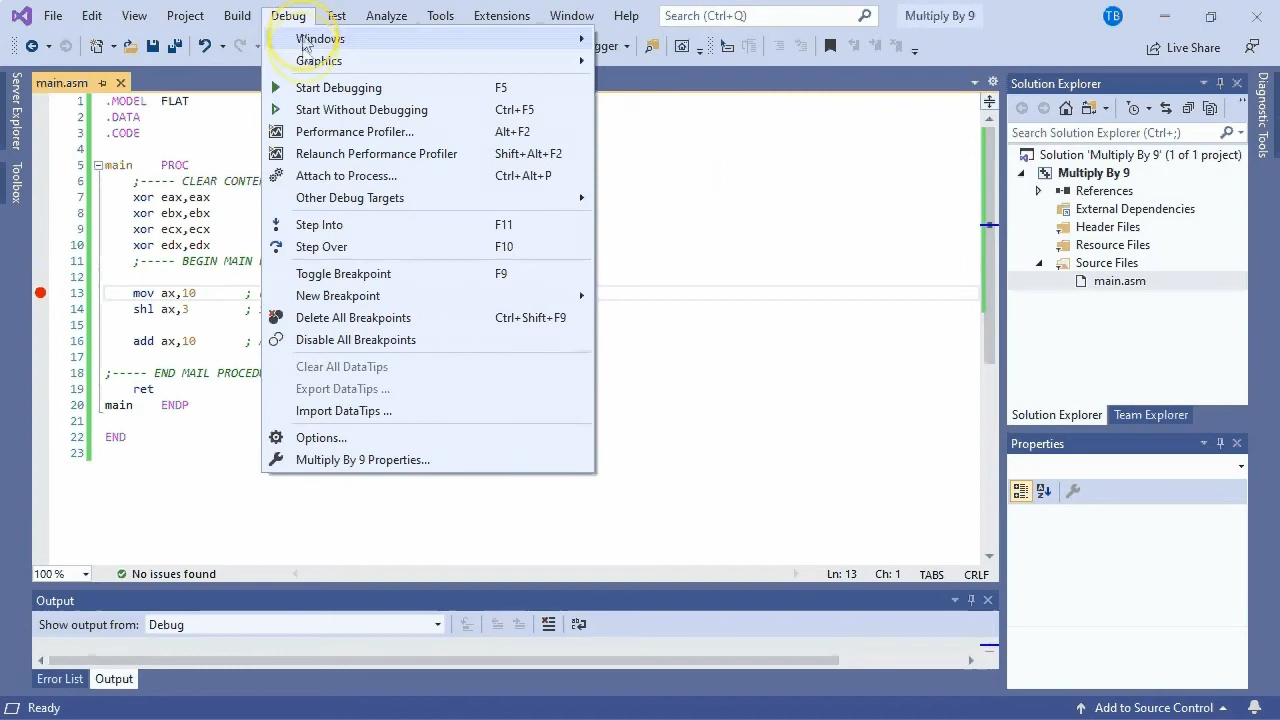 File Edit View Project Build Debug Test Analyze Tools Extensions Window Help Search (Ctrl+Q) Multiply By 9 TB
Live Share
Server Explorer
Toolbox
main.asm
1 .MODEL FLAT
2 .DATA
3 .CODE
4
5 main PROC
6 ;----- CLEAR
7 xor eax,eax
8 xor ebx,ebx
9 xor ecx,ecx
10 xor edx,edx
11 ;----- BEGIN MAIN
12
13 mov ax,10 ;
14 shl ax,3 ;
15
16 add ax,10 ;
17
18 ;----- END MAIL
19 ret
20 main ENDP
21
22 END
23
Windows
Graphics
Start Debugging F5
Start Without Debugging Ctrl+F5
Performance Profiler... Alt+F2
Relaunch Performance Profiler Shift+Alt+F2
Attach to Process... Ctrl+Alt+P
Other Debug Targets
Step Into F11
Step Over F10
Toggle Breakpoint F9
New Breakpoint
Delete All Breakpoints Ctrl+Shift+F9
Disable All Breakpoints
Clear All DataTips
Export DataTips ...
Import DataTips ...
Options...
Multiply By 9 Properties...
100 % No issues found Ln: 13 Ch: 1 TABS CRLF
Output
Show output from: Debug
Error List Output
Solution Explorer
Search Solution Explorer (Ctrl+;)
Solution 'Multiply By 9' (1 of 1 project)
Multiply By 9
References
External Dependencies
Header Files
Resource Files
Source Files
main.asm
Solution Explorer Team Explorer
Properties
Diagnostic Tools
Ready Add to Source Control